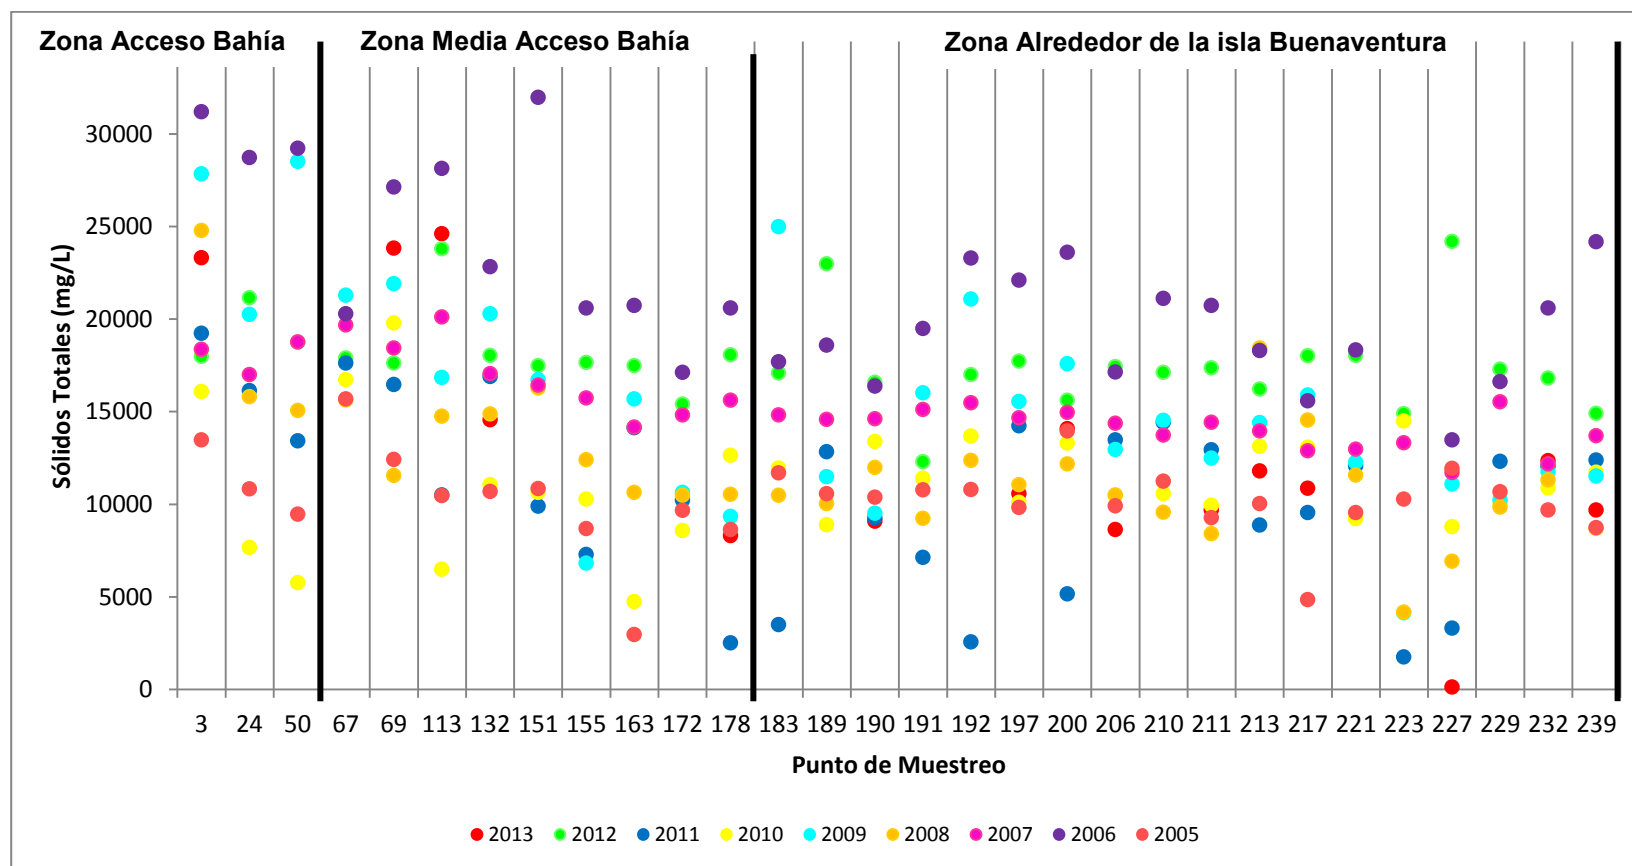 Zona Acceso Bahía
Zona Media Acceso Bahía
Zona Alrededor de la isla Buenaventura
Sólidos Totales (mg/L)
30000
25000
20000
15000
10000
5000
0
3 24 50 67 69 113 132 151 155 163 172 178 183 189 190 191 192 197 200 206 210 211 213 217 221 223 227 229 232 239
Punto de Muestreo
2013 2012 2011 2010 2009 2008 2007 2006 2005